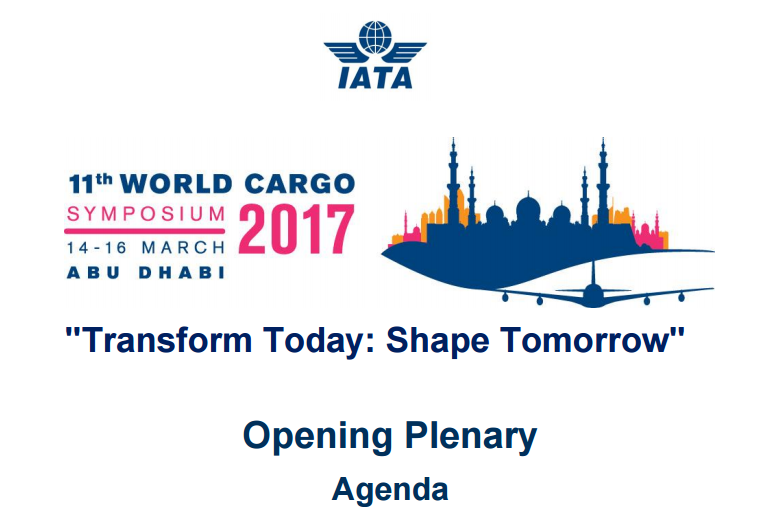 IATA
11th WORLD CARGO
SYMPOSIUM
2017
14-16 MARCH
ABU DHABI
"Transform Today: Shape Tomorrow"
Opening Plenary
Agenda